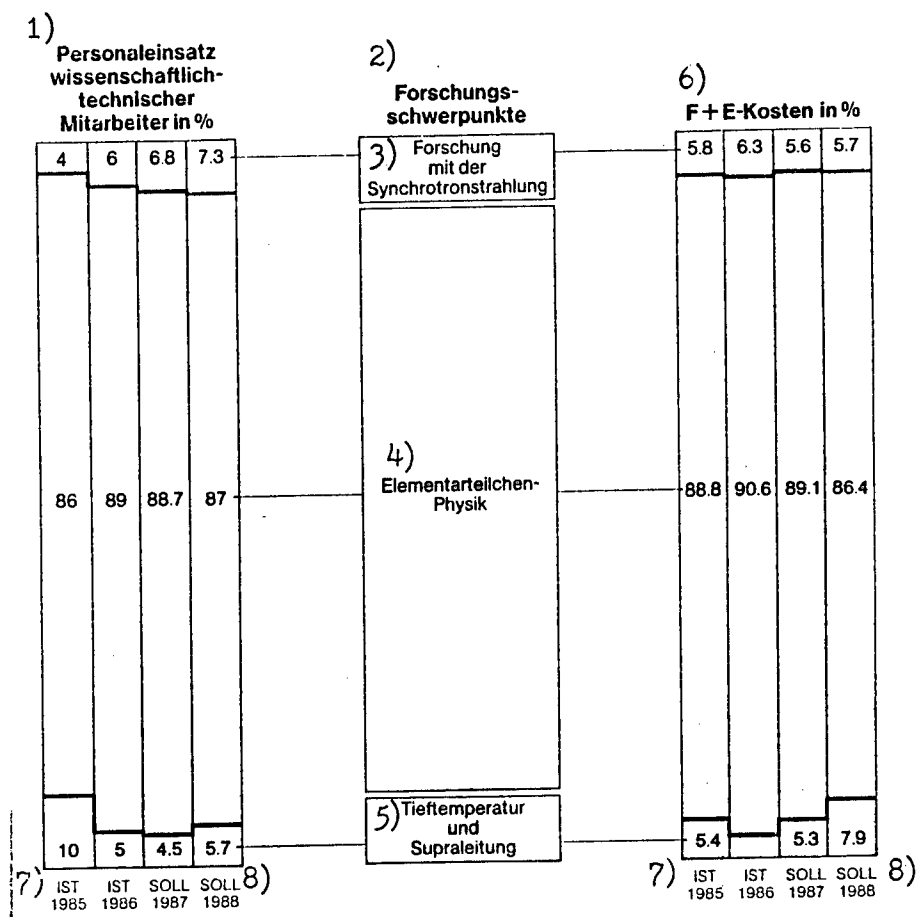 1)
Personaleinsatz
wissenschaftlich-
technischer
Mitarbeiter in %
2)
Forschungs-
schwerpunkte
6)
F+E-Kosten in %
4 6 6.8 7.3
3) Forschung
mit der
Synchrotronstrahlung
5.8 6.3 5.6 5.7
86 89 88.7 87
4)
Elementarteilchen-
Physik
88.8 90.6 89.1 86.4
10 5 4.5 5.7
5) Tieftemperatur
und
Supraleitung
5.4 5.3 7.9
7) IST IST SOLL SOLL 8)
1985 1986 1987 1988
7) IST IST SOLL SOLL 8)
1985 1986 1987 1988